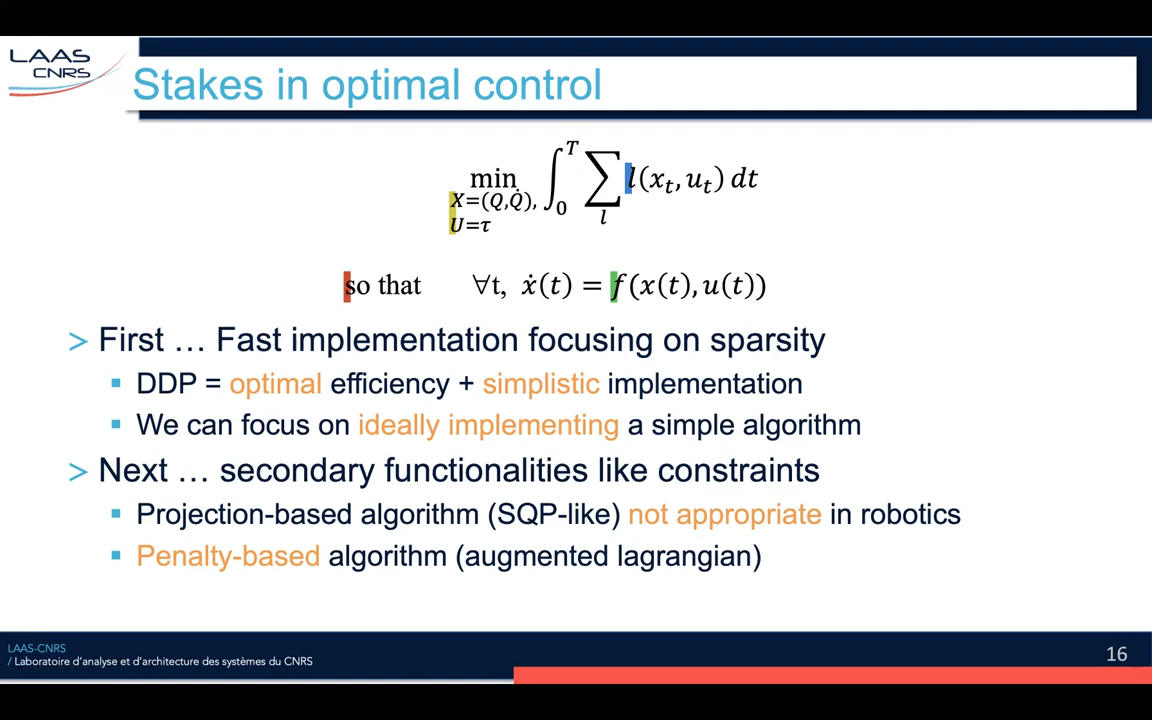 LAAS
CNRS
Stakes in optimal control
min ∫₀ᵀ ∑ₗ l(xₜ, uₜ) dt
X=(Q,Q̇),
U=τ
so that ∀t, ẋ(t) = f(x(t), u(t))
> First … Fast implementation focusing on sparsity
▪ DDP = optimal efficiency + simplistic implementation
▪ We can focus on ideally implementing a simple algorithm
> Next … secondary functionalities like constraints
▪ Projection-based algorithm (SQP-like) not appropriate in robotics
▪ Penalty-based algorithm (augmented lagrangian)
LAAS-CNRS
/ Laboratoire d'analyse et d'architecture des systèmes du CNRS
16